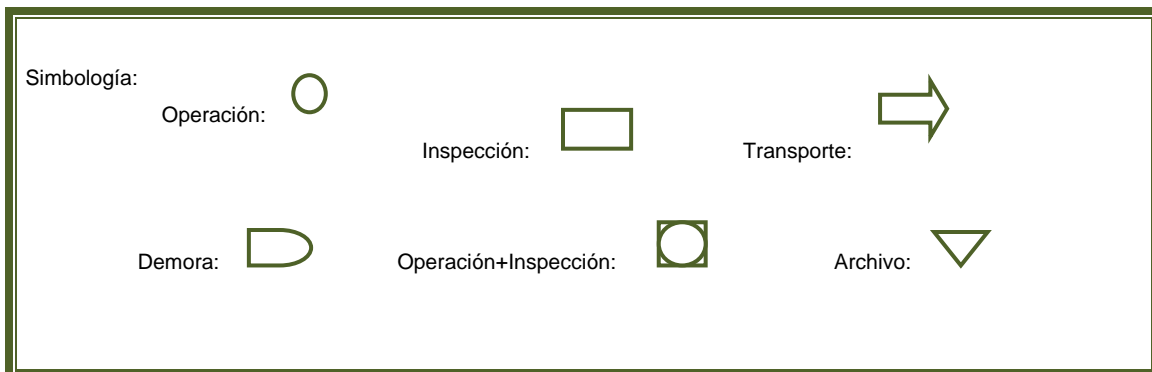 Simbología:
Operación:
Inspección:
Transporte:
Demora:
Operación+Inspección:
Archivo: